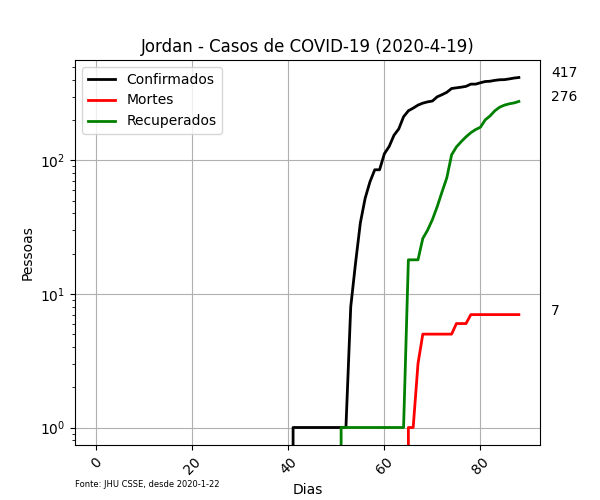 Jordan - Casos de COVID-19 (2020-4-19)
Confirmados
Mortes
Recuperados
417
276
7
Pessoas
10²
10¹
10⁰
0
20
40
60
80
Dias
Fonte: JHU CSSE, desde 2020-1-22